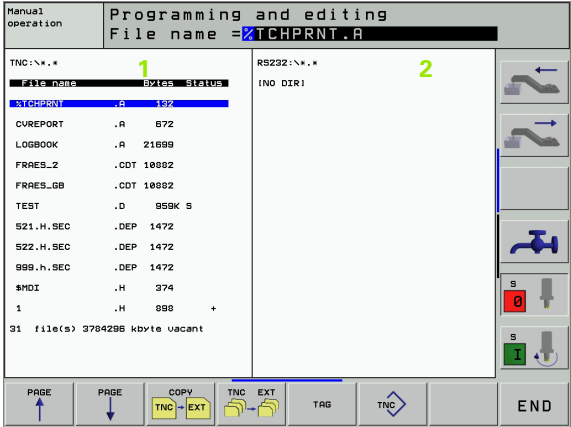 Manual
operation
Programming and editing
File name =%TCHPRNT.A
TNC:\*.*
1
File name Bytes Status
%TCHPRNT .A 132
CVREPORT .A 672
LOGBOOK .A 21699
FRAES_2 .CDT 10882
FRAES_GB .CDT 10882
TEST .D 959K S
521.H.SEC .DEP 1472
522.H.SEC .DEP 1472
999.h.SEC .DEP 1472
$MDI .H 374
1 .H 898 +
31 file(s) 3784296 kbyte vacant
RS232:\*.*
2
[NO DIR]
S
0
S
I
PAGE
PAGE
COPY
TNC EXT
TNC EXT
TAG
TNC
END